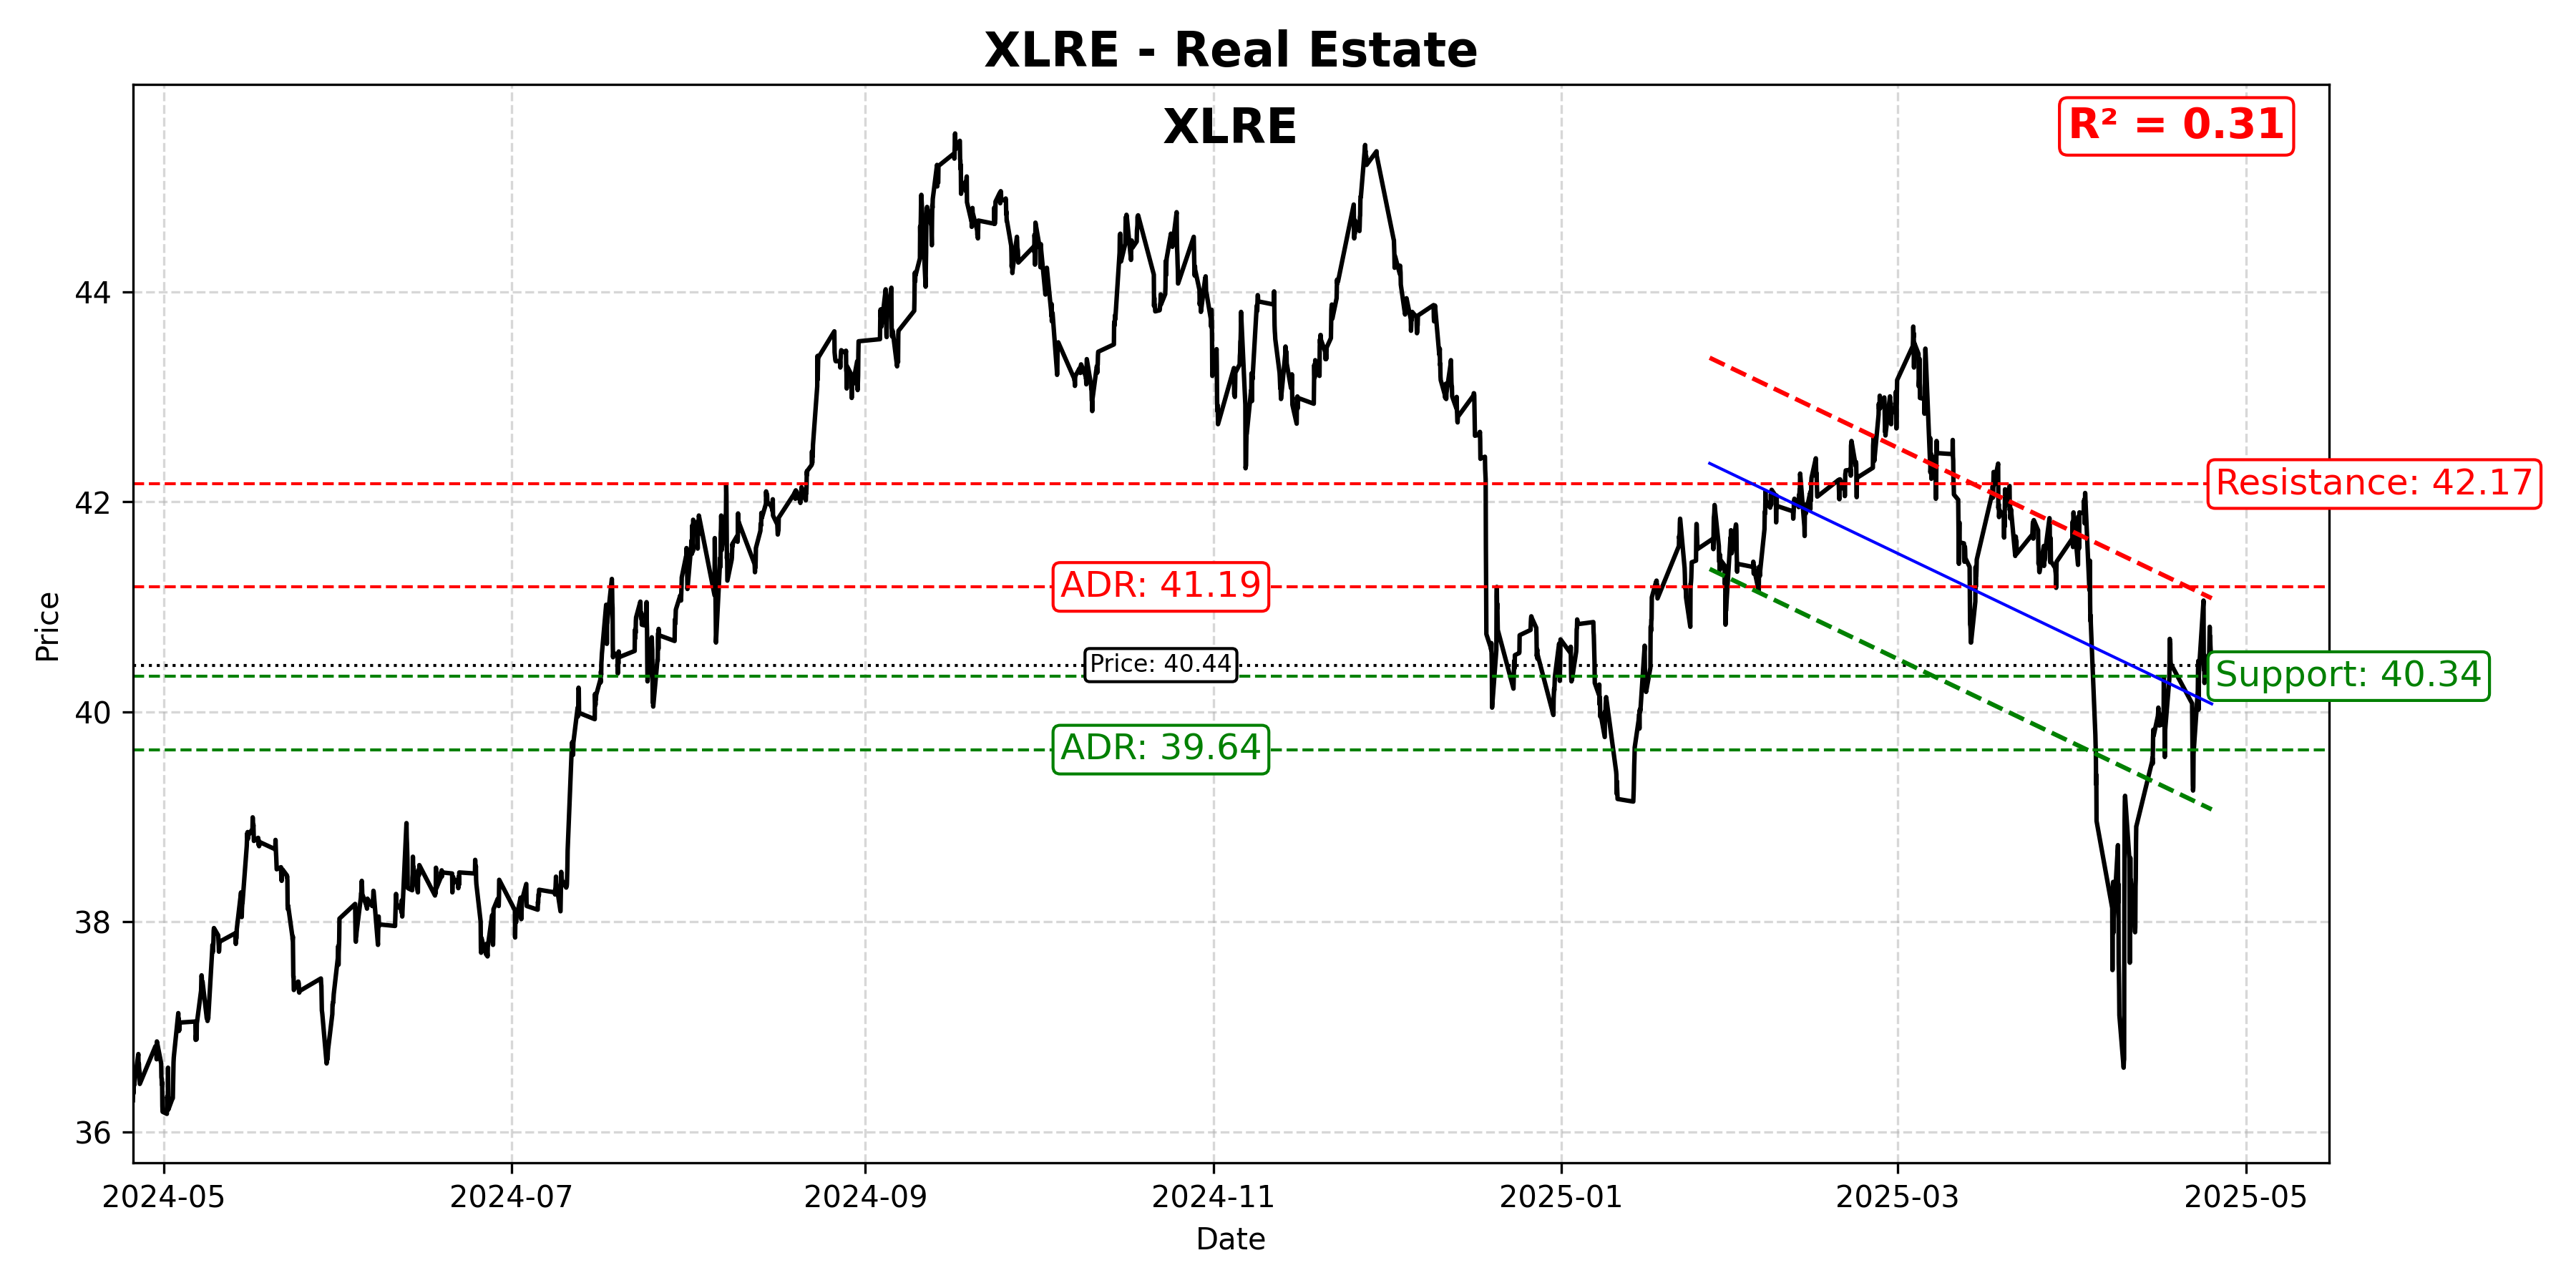 XLRE - Real Estate
XLRE
R² = 0.31
44
42
40
38
36
Price
Resistance: 42.17
ADR: 41.19
Price: 40.44
Support: 40.34
ADR: 39.64
2024-05
2024-07
2024-09
2024-11
2025-01
2025-03
2025-05
Date